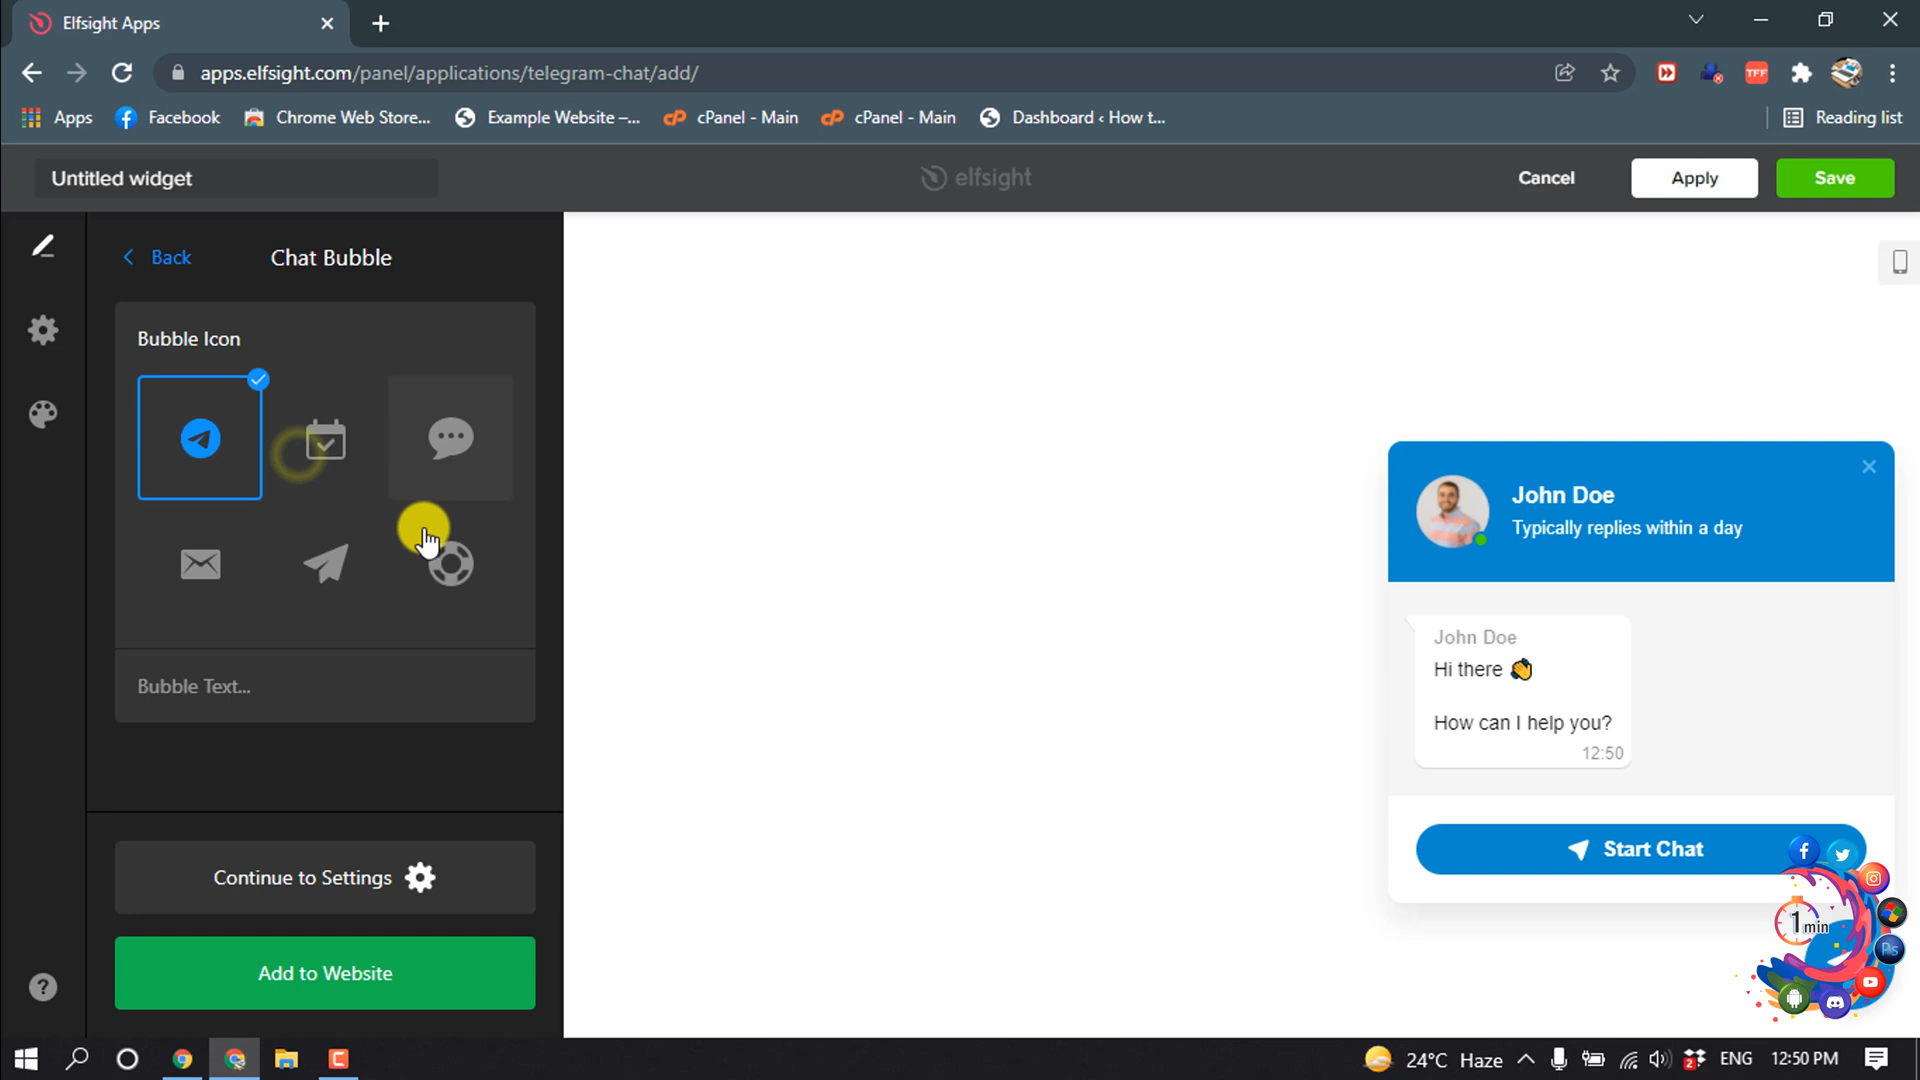 Elfsight Apps
apps.elfsight.com/panel/applications/telegram-chat/add/
Apps
Facebook
Chrome Web Store...
Example Website –...
cPanel - Main
cPanel - Main
Dashboard ‹ How t...
Reading list
Untitled widget
elfsight
Cancel
Apply
Save
Back
Chat Bubble
Bubble Icon
Bubble Text...
Continue to Settings
Add to Website
John Doe
Typically replies within a day
John Doe
Hi there 👏
How can I help you?
12:50
Start Chat
1 min
Ps
TFF
24°C Haze
2
ENG
12:50 PM